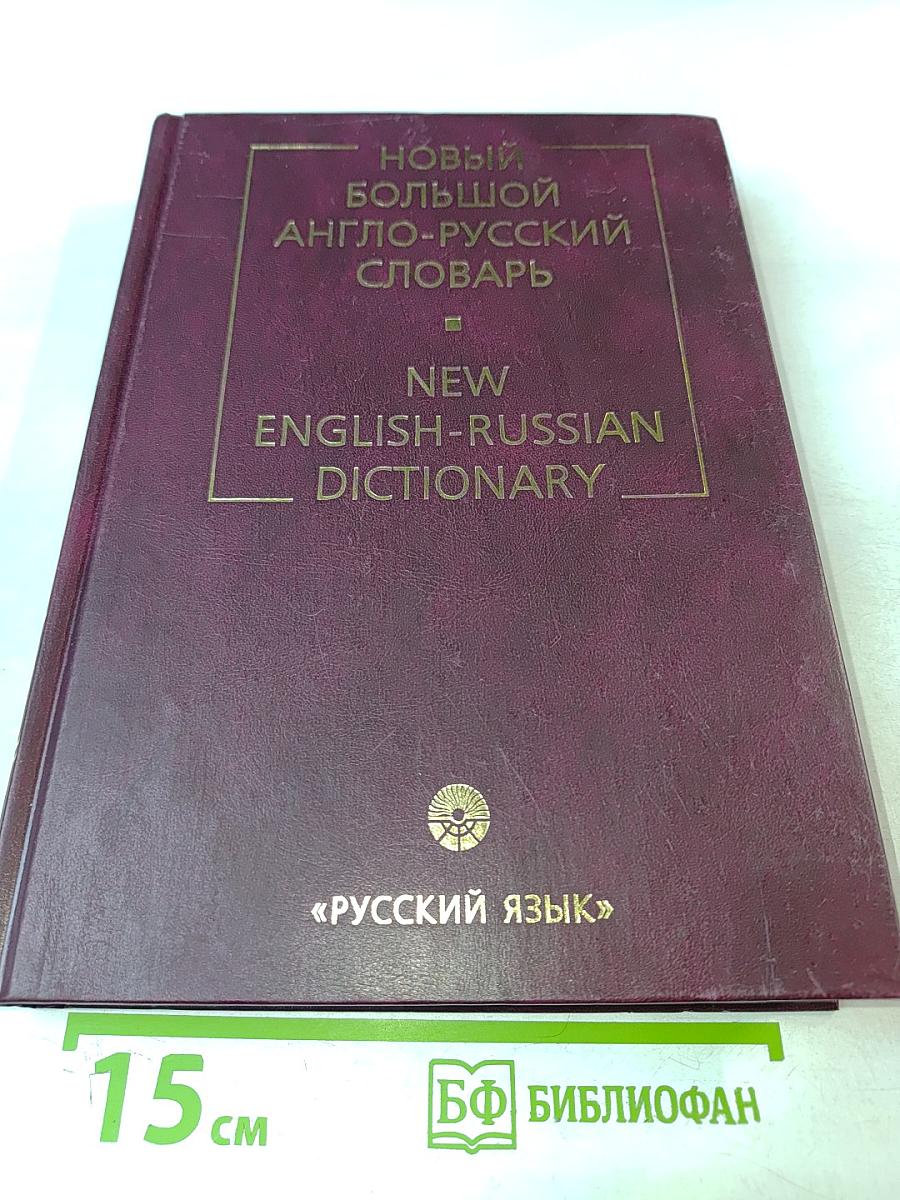 НОВЫЙ
БОЛЬШОЙ
АНГЛО-РУССКИЙ
СЛОВАРЬ
NEW
ENGLISH-RUSSIAN
DICTIONARY
«РУССКИЙ ЯЗЫК»
15 см
БФ БИБЛИОФАН